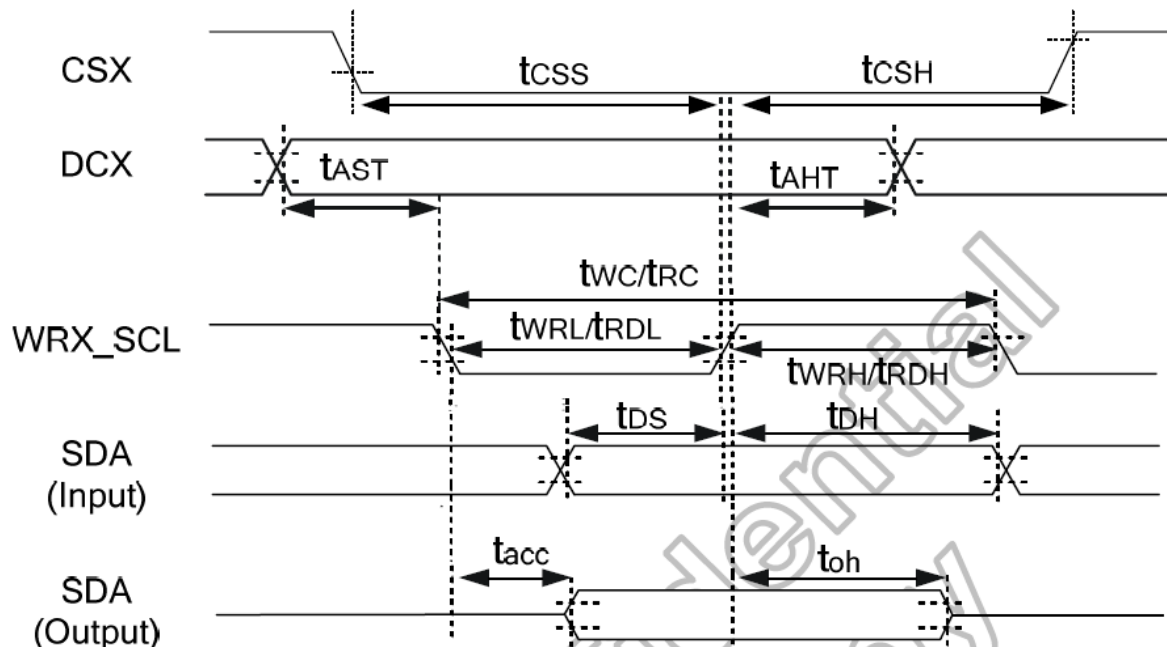 CSX
tCSS
tCSH
DCX
tAST
tAHT
tWC/tRC
WRX_SCL
tWRL/tRDL
tWRH/tRDH
tDS
tDH
SDA
(Input)
tacc
toh
SDA
(Output)